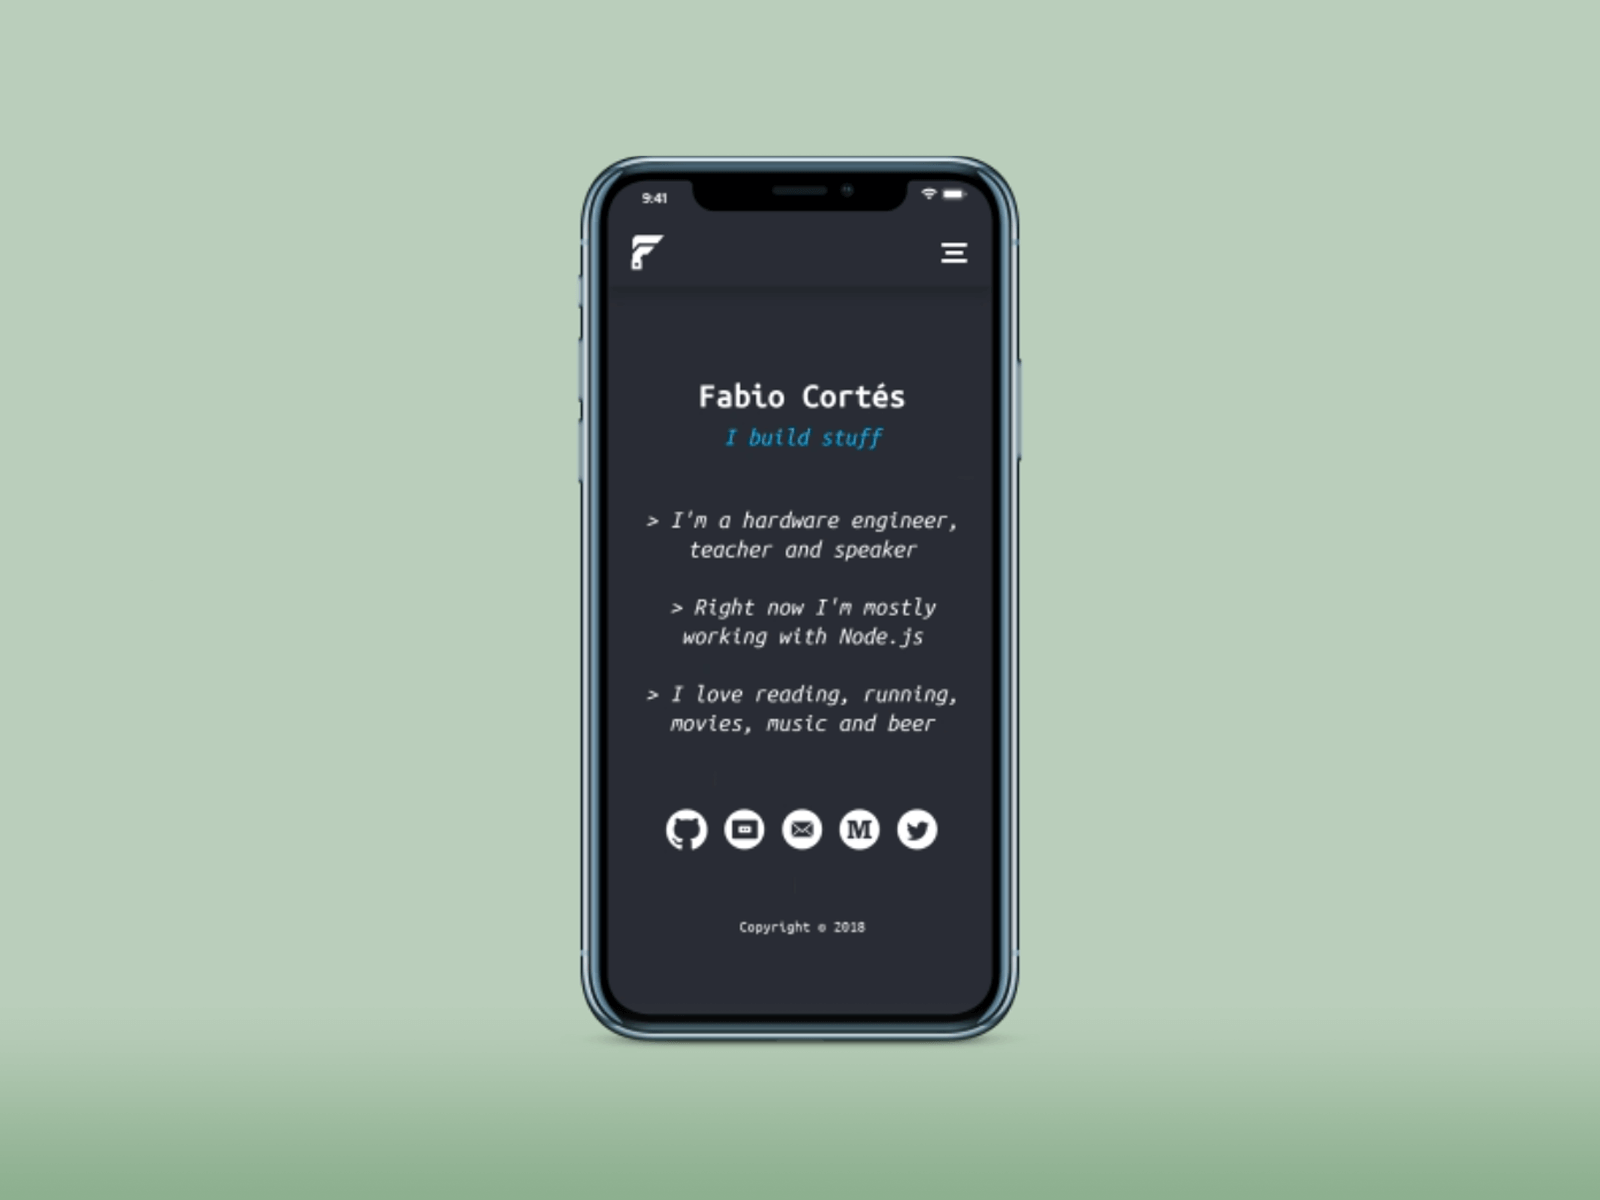 9:41
Fabio Cortés
I build stuff
> I'm a hardware engineer,
teacher and speaker
> Right now I'm mostly
working with Node.js
> I love reading, running,
movies, music and beer
M
Copyright © 2018